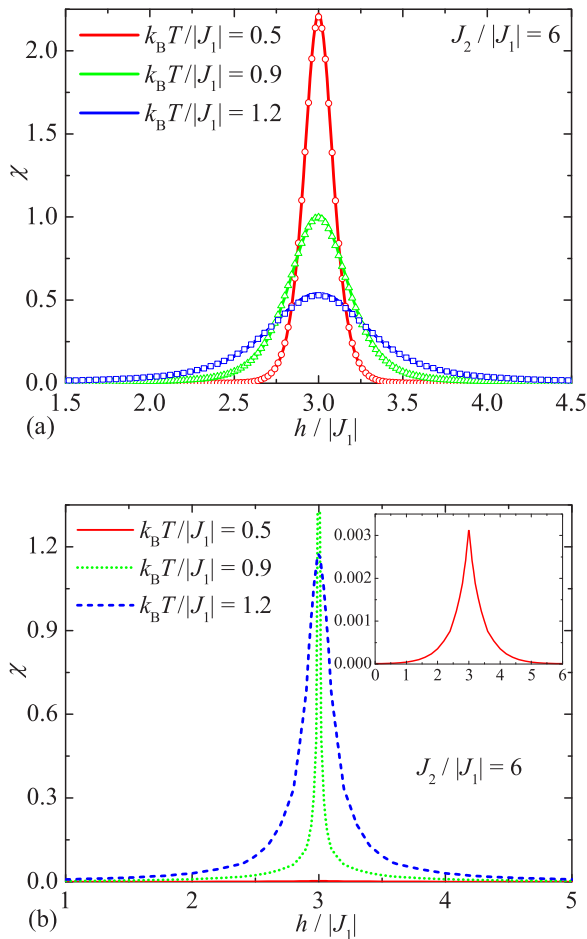 2.0
1.5
1.0
0.5
0.0
χ
k_B T/|J_1| = 0.5
k_B T/|J_1| = 0.9
k_B T/|J_1| = 1.2
J_2 / |J_1| = 6
1.5 2.0 2.5 3.0 3.5 4.0 4.5
(a)
h / |J_1|
1.2
0.9
0.6
0.3
0.0
χ
k_B T/|J_1| = 0.5
k_B T/|J_1| = 0.9
k_B T/|J_1| = 1.2
0.003
0.002
0.001
0.000
0 1 2 3 4 5 6
J_2 / |J_1| = 6
1 2 3 4 5
(b)
h / |J_1|